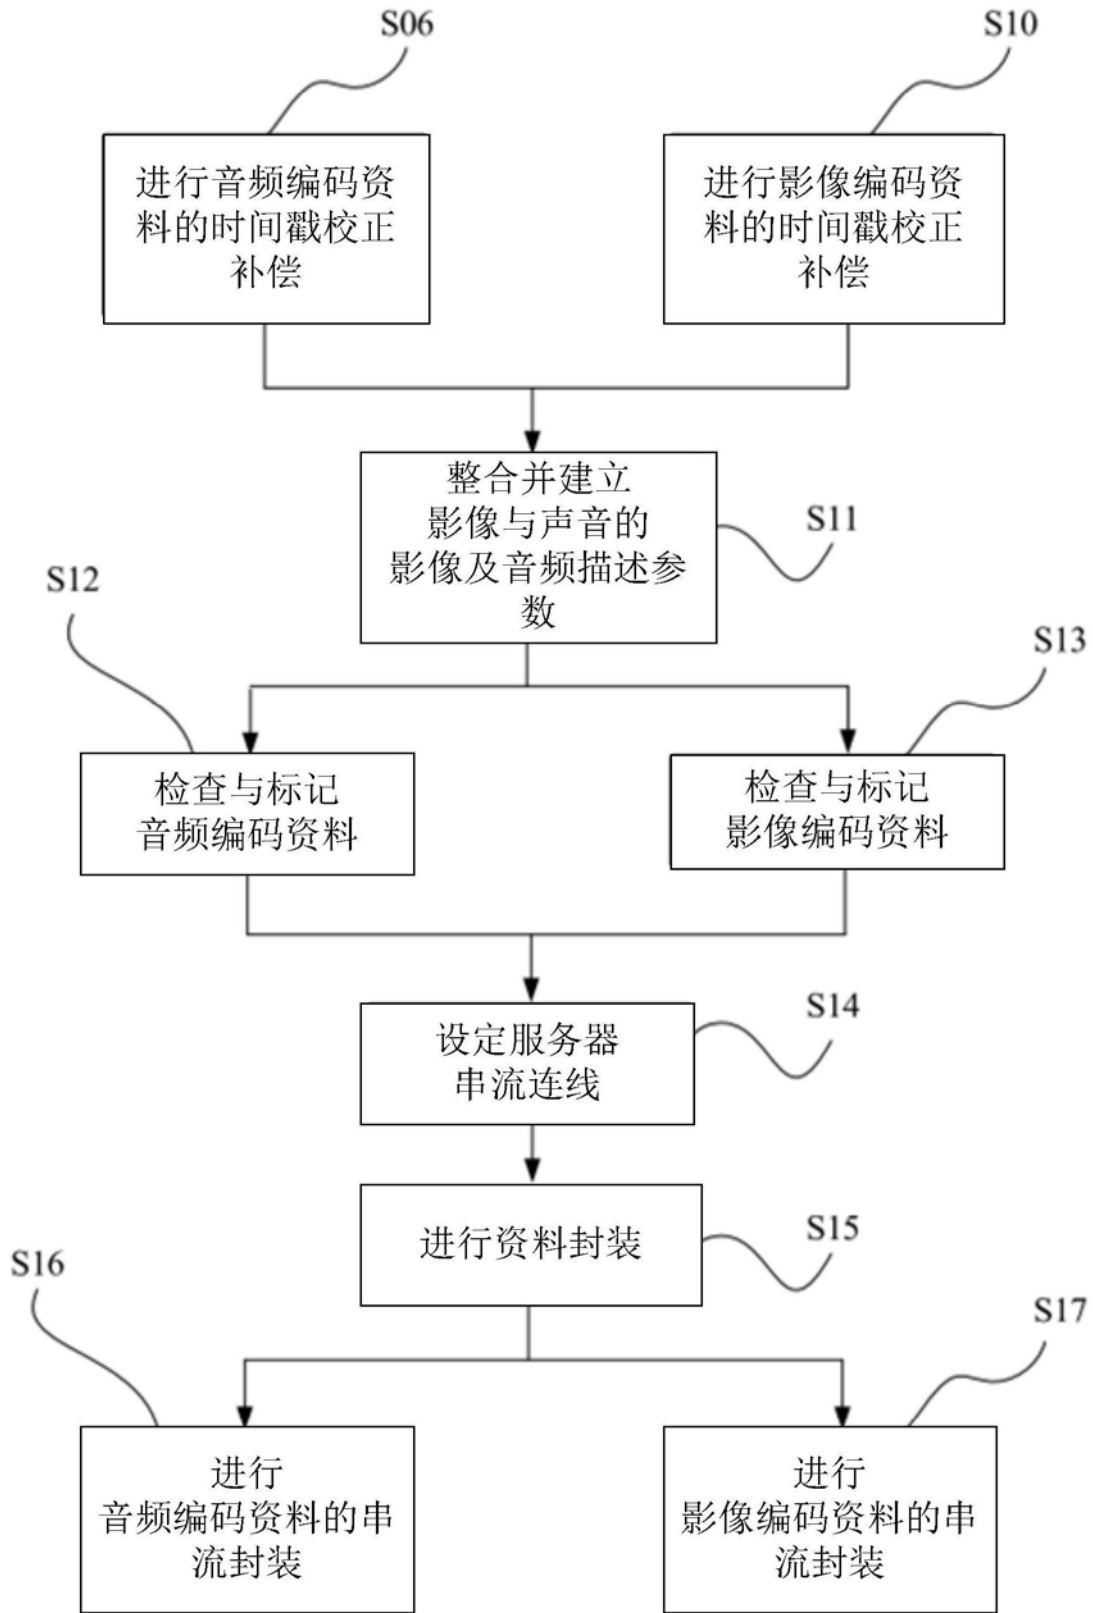 S06
S10
进行音频编码资
料的时间戳校正
补偿
进行影像编码资
料的时间戳校正
补偿
整合并建立
影像与声音的
影像及音频描述参
数
S11
S12
S13
检查与标记
音频编码资料
检查与标记
影像编码资料
设定服务器
串流连线
S14
进行资料封装
S15
S16
S17
进行
音频编码资料的串
流封装
进行
影像编码资料的串
流封装